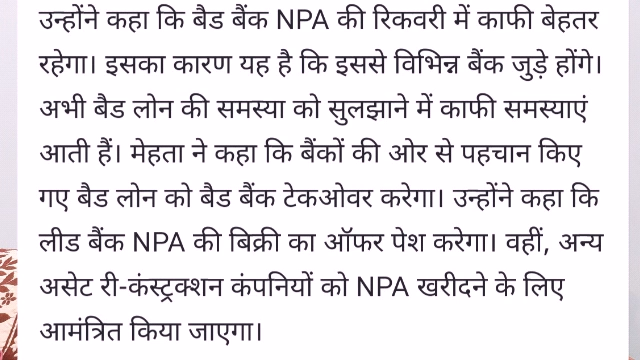 उन्होंने कहा कि बैड बैंक NPA की रिकवरी में काफी बेहतर
रहेगा। इसका कारण यह है कि इससे विभिन्न बैंक जुड़े होंगे।
अभी बैड लोन की समस्या को सुलझाने में काफी समस्याएं
आती हैं। मेहता ने कहा कि बैंकों की ओर से पहचान किए
गए बैड लोन को बैड बैंक टेकओवर करेगा। उन्होंने कहा कि
लीड बैंक NPA की बिक्री का ऑफर पेश करेगा। वहीं, अन्य
असेट री-कंस्ट्रक्शन कंपनियों को NPA खरीदने के लिए
आमंत्रित किया जाएगा।